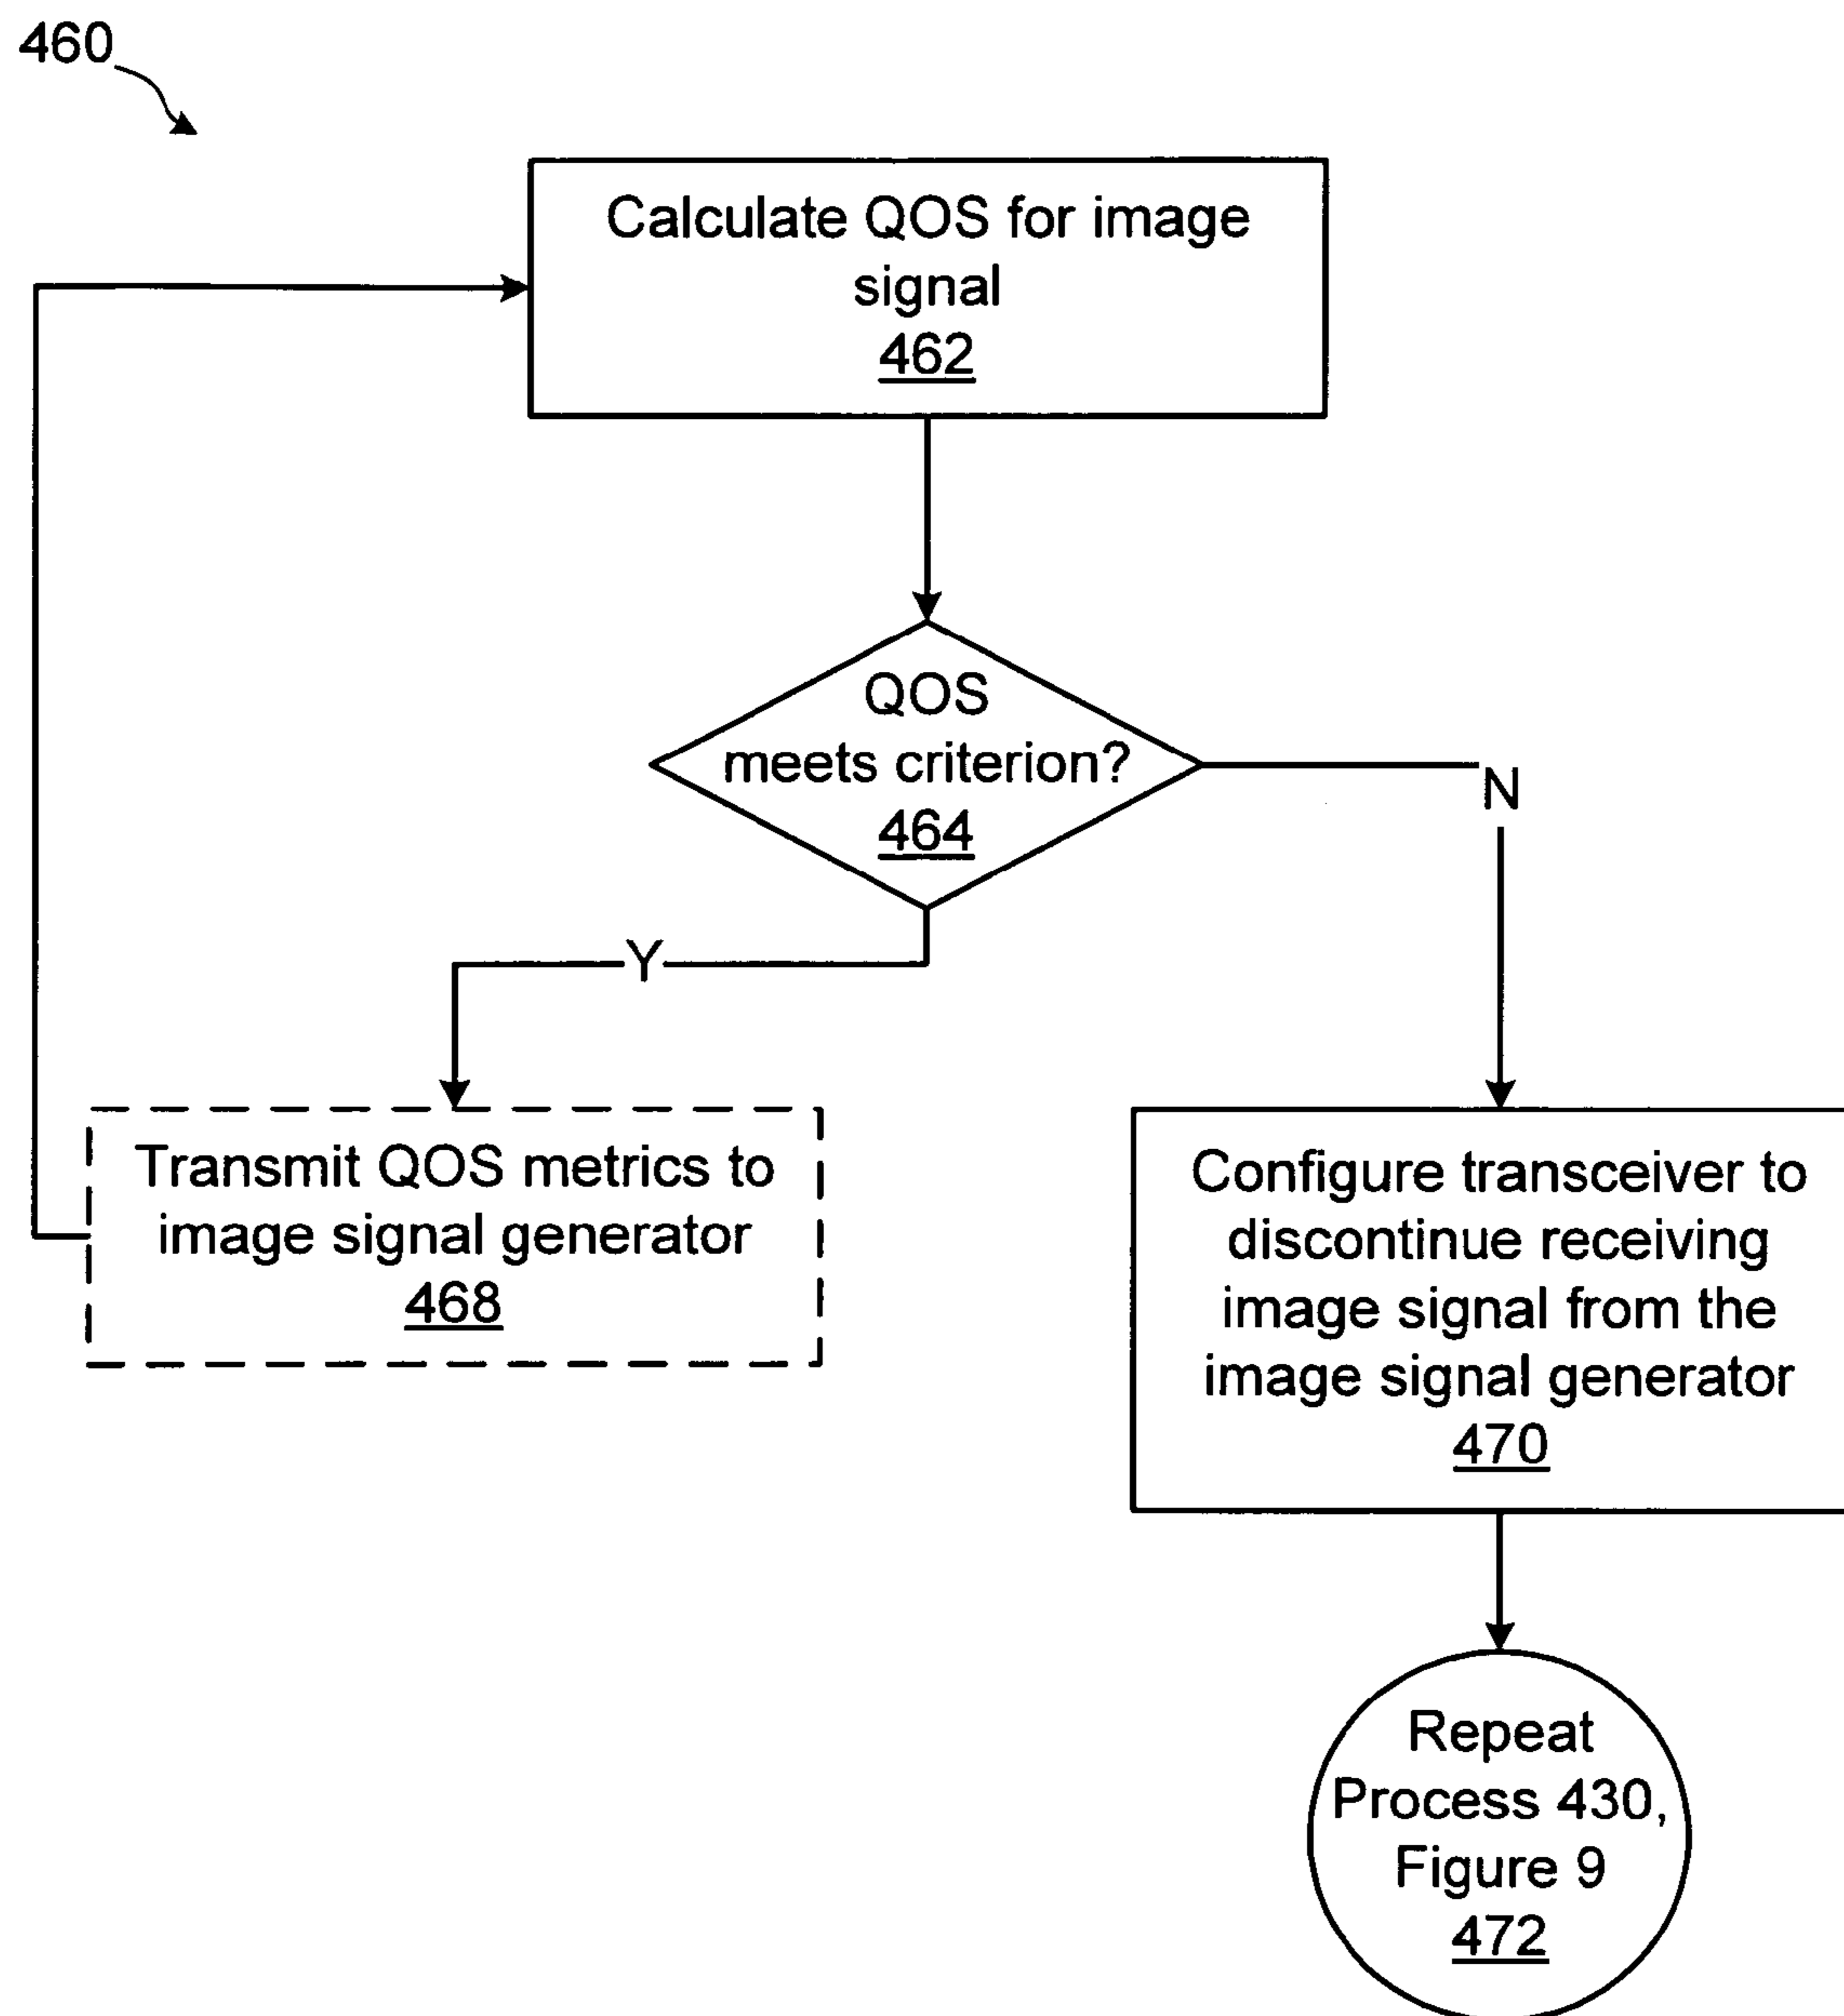 460
Calculate QOS for image
signal
462
QOS
meets criterion?
464
N
Y
Transmit QOS metrics to
image signal generator
468
Configure transceiver to
discontinue receiving
image signal from the
image signal generator
470
Repeat
Process 430,
Figure 9
472